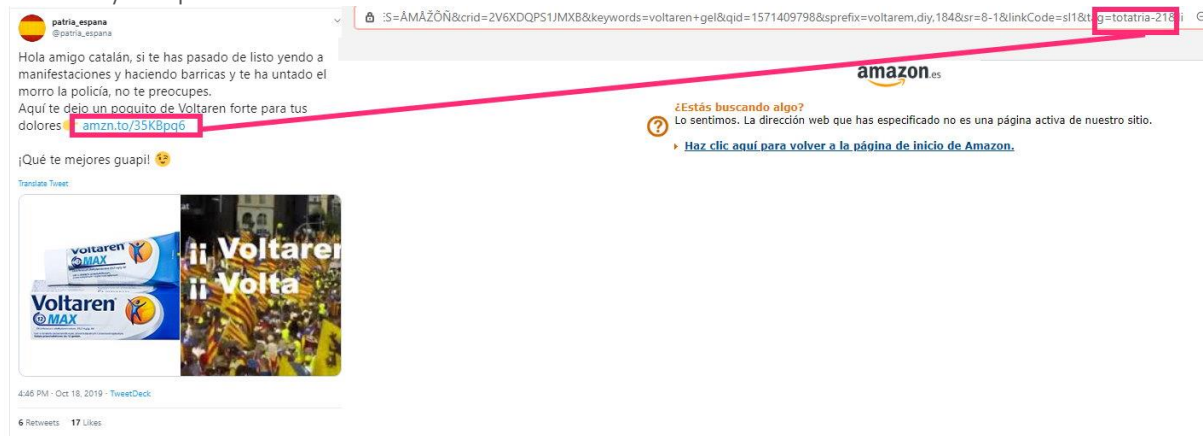 patria_espana
@patria_espana
Hola amigo catalán, si te has pasado de listo yendo a
manifestaciones y haciendo barricas y te ha untado el
morro la policía, no te preocupes.
Aquí te dejo un poquito de Voltaren forte para tus
dolores amzn.to/35KBpq6
¡Qué te mejores guapi!
Translate Tweet
voltaren
12 MAX
Voltaren
12 MAX
¡¡ Voltaren
¡¡ Volta
4:46 PM · Oct 18, 2019 · TweetDeck
6 Retweets 17 Likes
:S=ÂMÅŽÕÑ&crid=2V6XDQPS1JMXB&keywords=voltaren+gel&qid=1571409798&sprefix=voltarem,diy,184&sr=8-1&linkCode=sl1&tag=totatria-21&li
amazon.es
¿Estás buscando algo?
Lo sentimos. La dirección web que has especificado no es una página activa de nuestro sitio.
Haz clic aquí para volver a la página de inicio de Amazon.